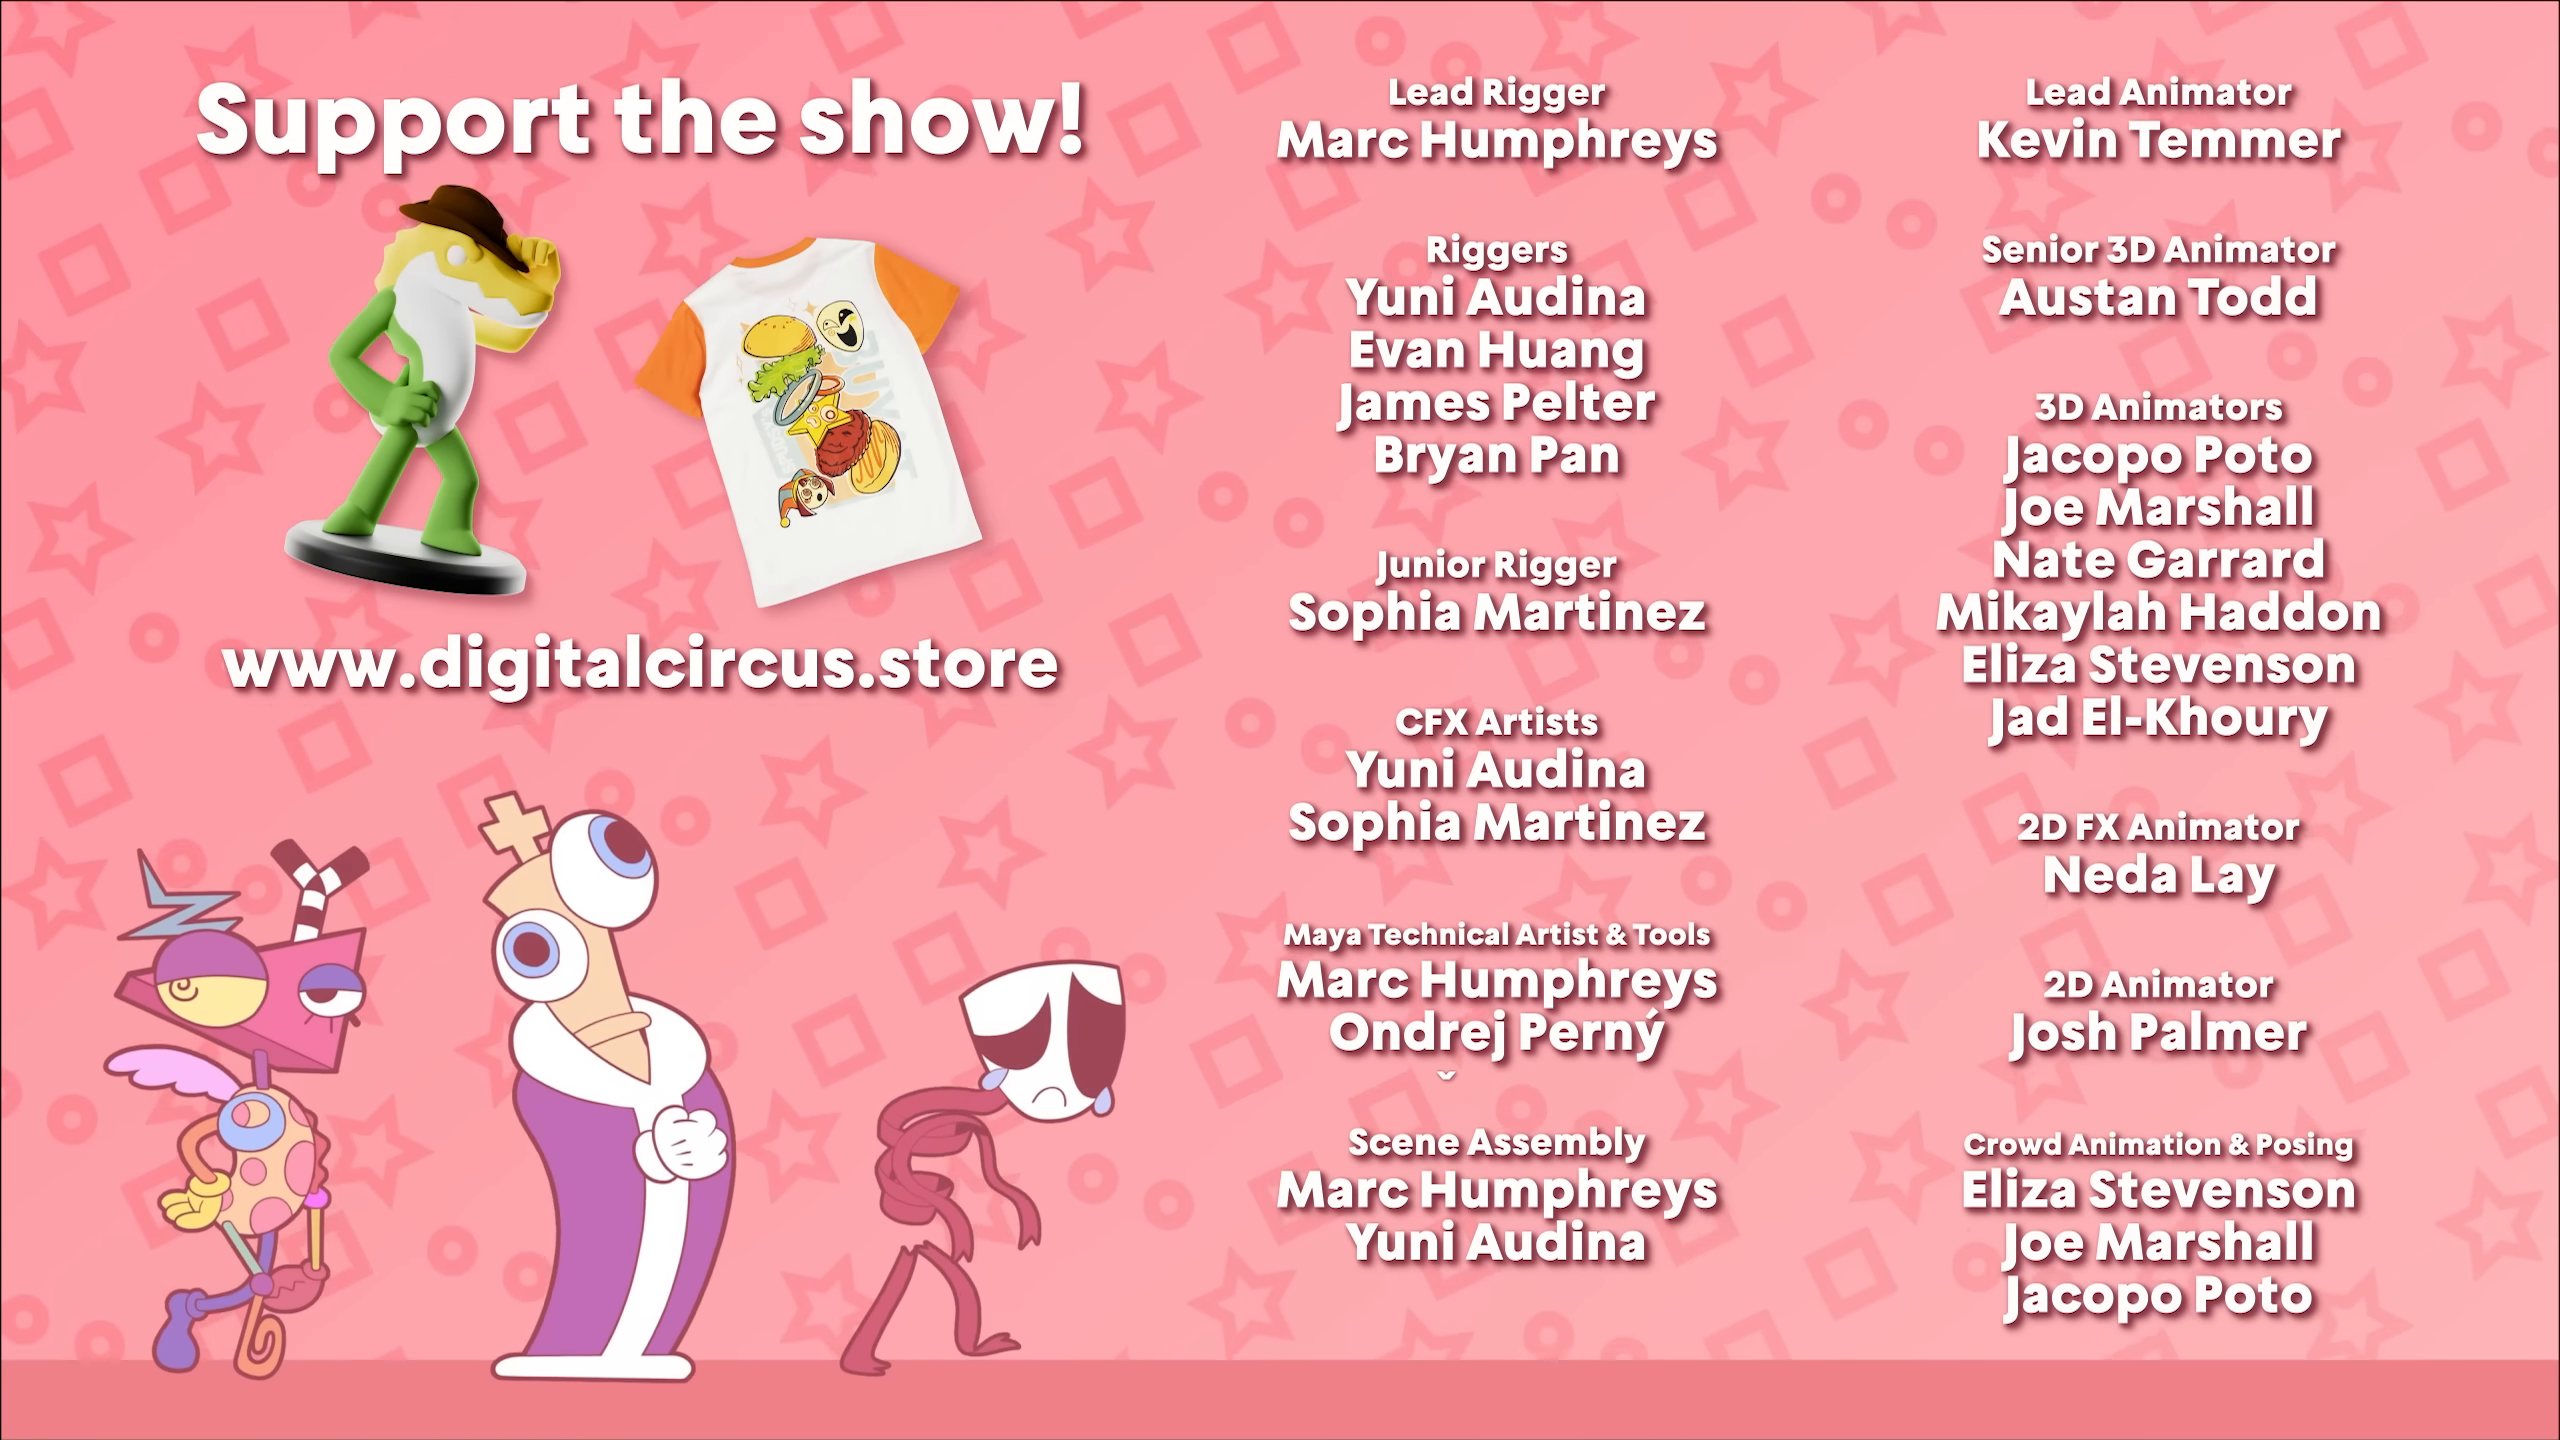 Support the show!
www.digitalcircus.store
Lead Rigger
Marc Humphreys
Riggers
Yuni Audina
Evan Huang
James Pelter
Bryan Pan
Junior Rigger
Sophia Martinez
CFX Artists
Yuni Audina
Sophia Martinez
Maya Technical Artist & Tools
Marc Humphreys
Ondrej Perný
Scene Assembly
Marc Humphreys
Yuni Audina
Lead Animator
Kevin Temmer
Senior 3D Animator
Austan Todd
3D Animators
Jacopo Poto
Joe Marshall
Nate Garrard
Mikaylah Haddon
Eliza Stevenson
Jad El-Khoury
2D FX Animator
Neda Lay
2D Animator
Josh Palmer
Crowd Animation & Posing
Eliza Stevenson
Joe Marshall
Jacopo Poto